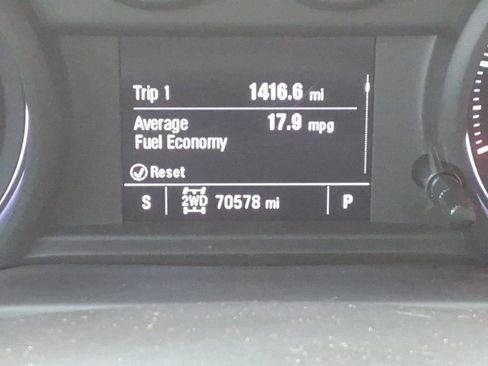 Trip 1 1416.6 mi
Average 17.9 mpg
Fuel Economy
Reset
S 2WD 70578 mi P